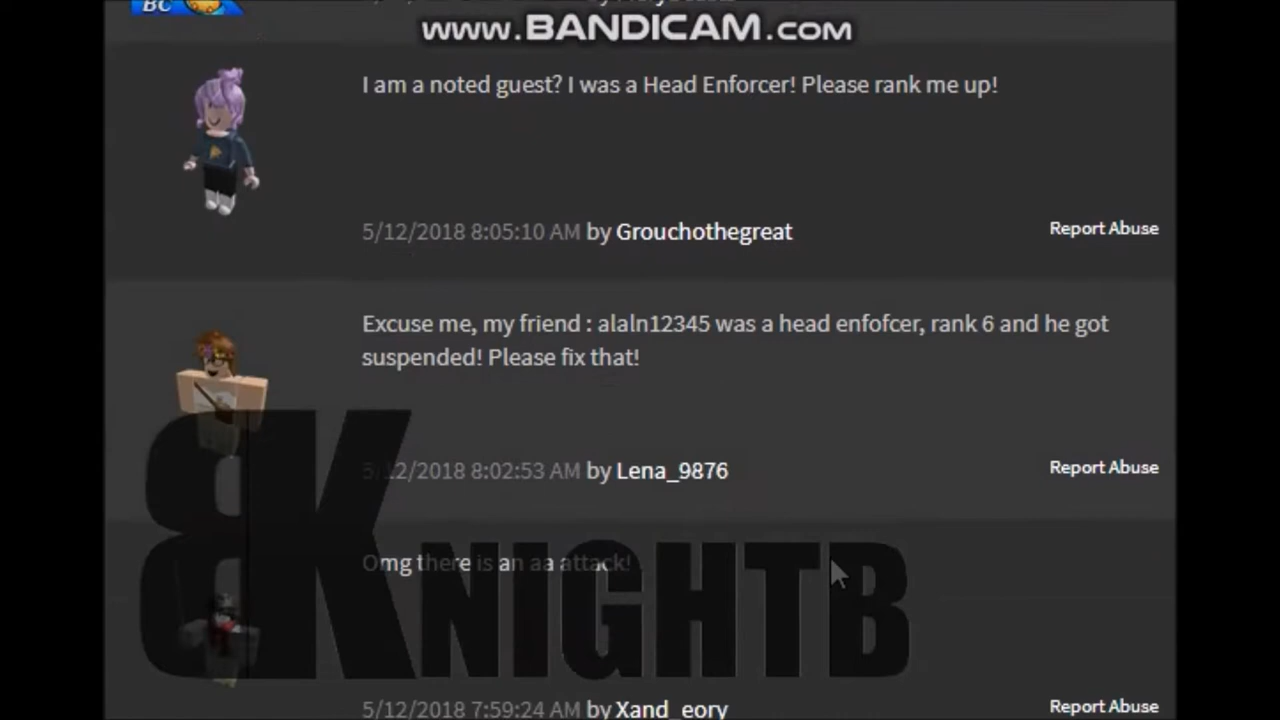 BC
www.BANDICAM.com
I am a noted guest? I was a Head Enforcer! Please rank me up!
5/12/2018 8:05:10 AM by Grouchothegreat
Report Abuse
Excuse me, my friend : alaln12345 was a head enfofcer, rank 6 and he got
suspended! Please fix that!
5/12/2018 8:02:53 AM by Lena_9876
Report Abuse
Omg there is an aa attack!
BKNIGHTB
5/12/2018 7:59:24 AM by Xand_eory
Report Abuse